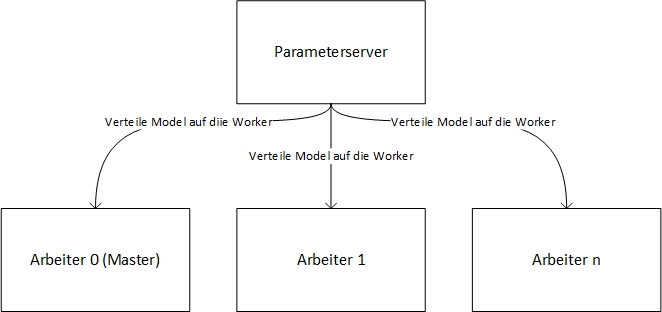 Parameterserver
Verteile Model auf diie Worker
Verteile Model auf die Worker
Verteile Model auf die Worker
Arbeiter 0 (Master)
Arbeiter 1
Arbeiter n